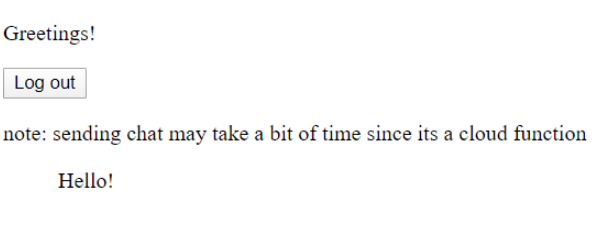 Greetings!
Log out
note: sending chat may take a bit of time since its a cloud function
Hello!